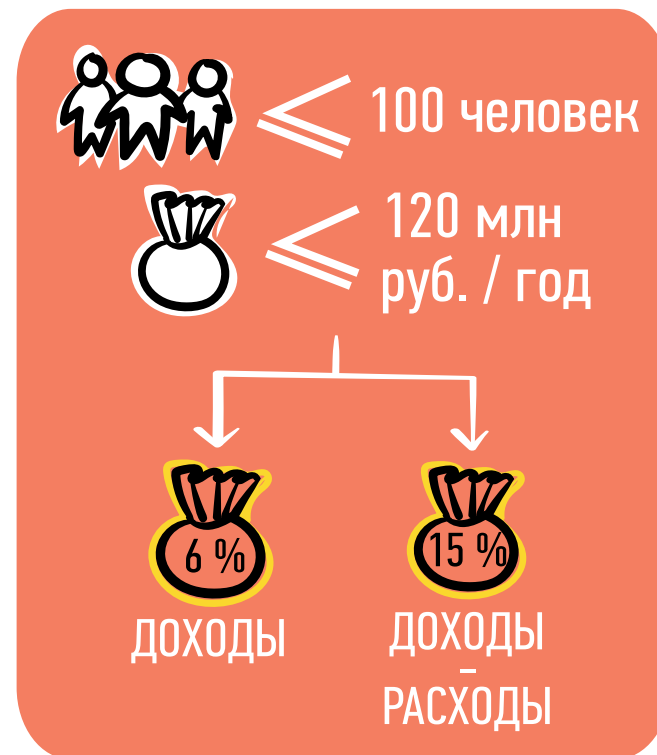 ≤ 100 человек
≤ 120 млн
руб. / год
6 %
15 %
ДОХОДЫ
ДОХОДЫ
–
РАСХОДЫ